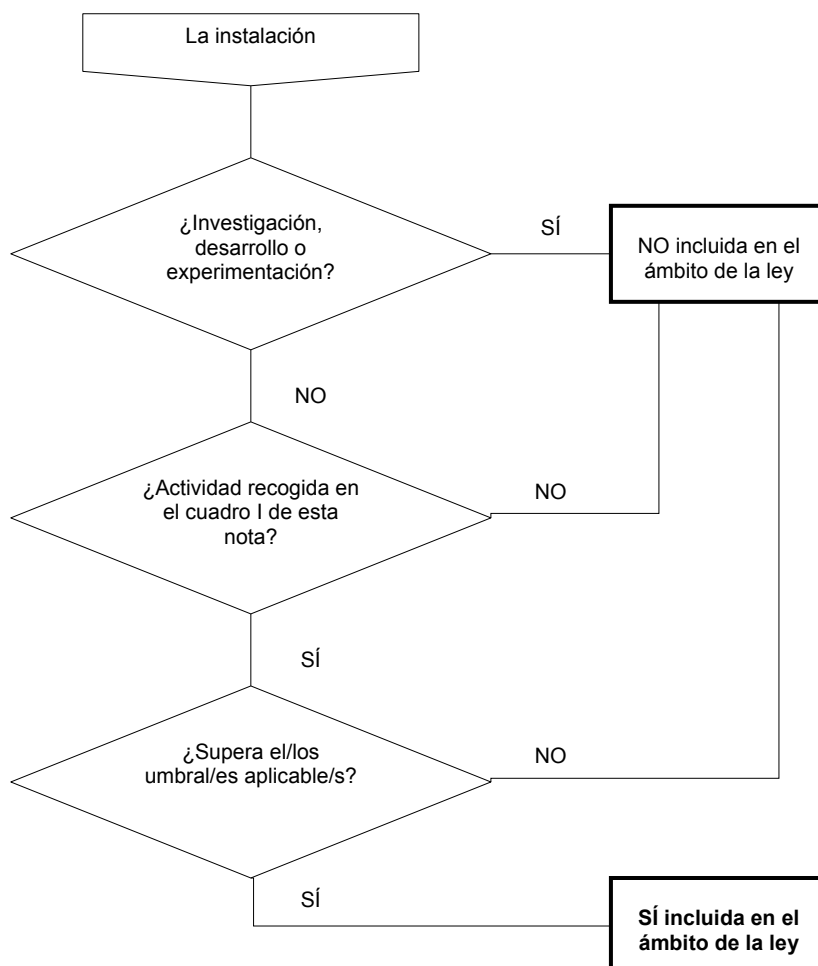 La instalación
¿Investigación,
desarrollo o
experimentación?
SÍ
NO incluida en el
ámbito de la ley
NO
¿Actividad recogida en
el cuadro I de esta
nota?
NO
SÍ
¿Supera el/los
umbral/es aplicable/s?
NO
SÍ
SÍ incluida en el
ámbito de la ley